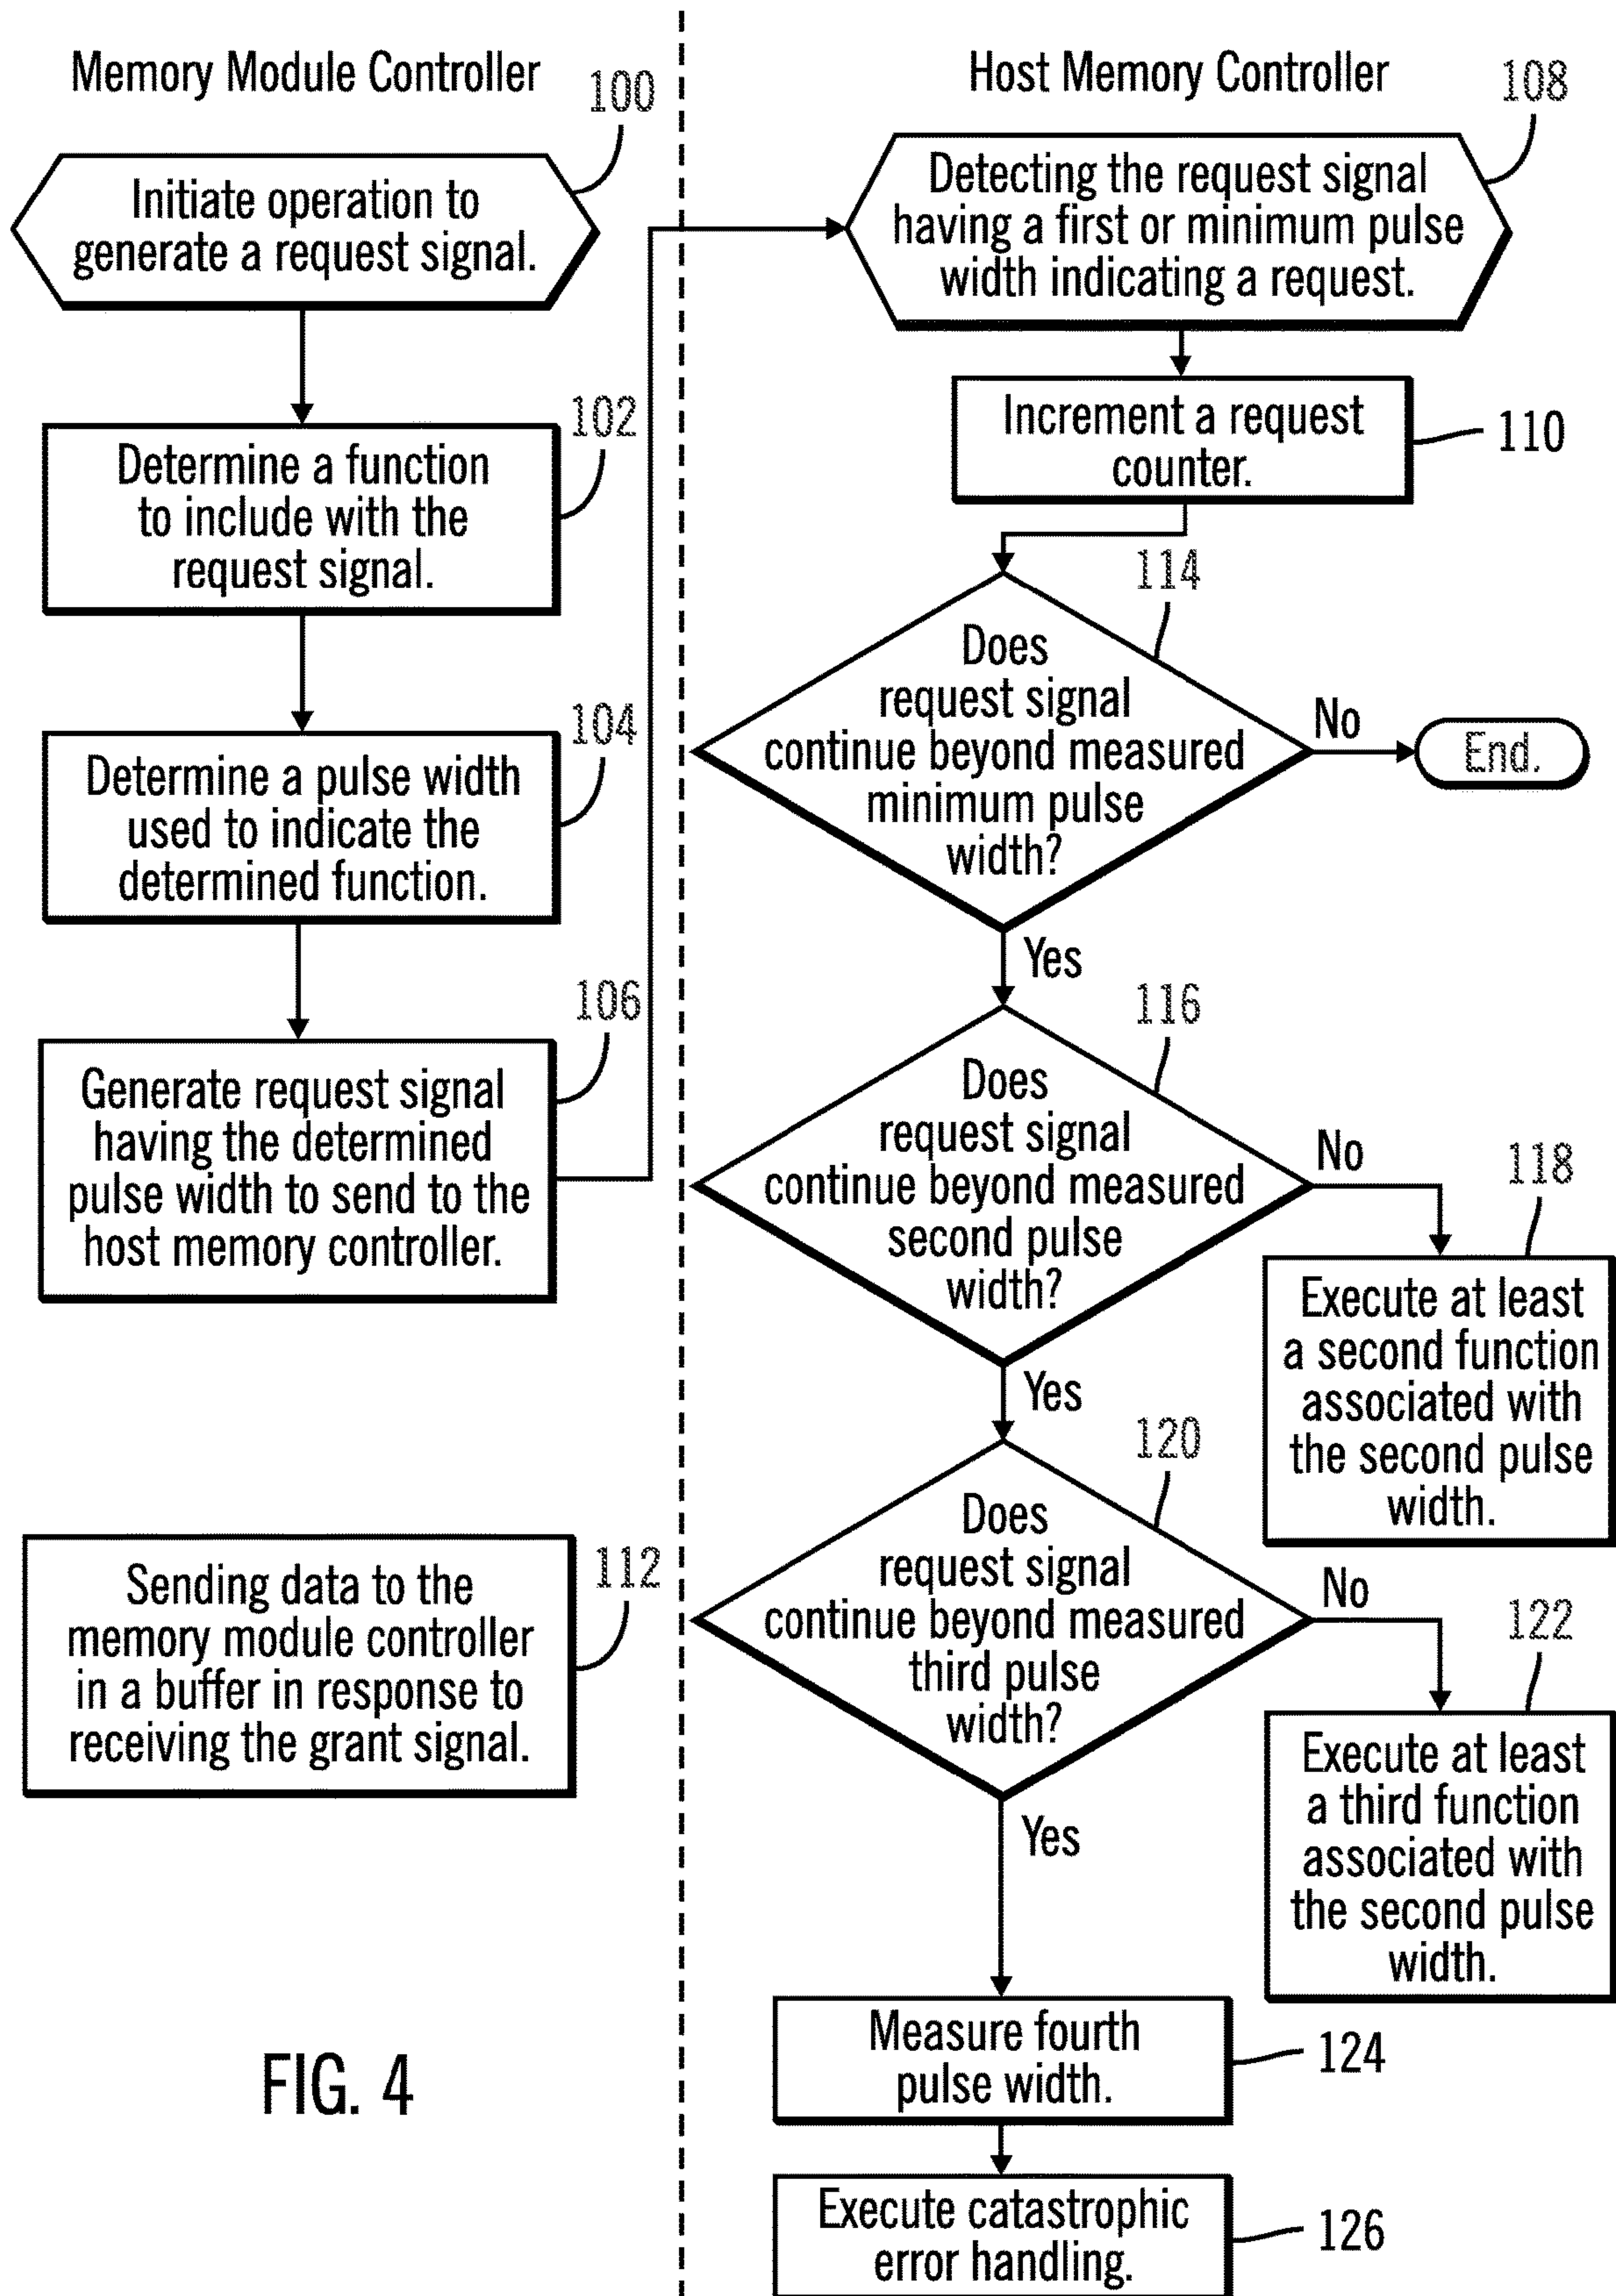 Memory Module Controller
100
Initiate operation to
generate a request signal.
102
Determine a function
to include with the
request signal.
104
Determine a pulse width
used to indicate the
determined function.
106
Generate request signal
having the determined
pulse width to send to the
host memory controller.
112
Sending data to the
memory module controller
in a buffer in response to
receiving the grant signal.
FIG. 4
Host Memory Controller
108
Detecting the request signal
having a first or minimum pulse
width indicating a request.
Increment a request
counter.
110
114
Does
request signal
continue beyond measured
minimum pulse
width?
No
End.
Yes
116
Does
request signal
continue beyond measured
second pulse
width?
No
118
Execute at least
a second function
associated with
the second pulse
width.
Yes
120
Does
request signal
continue beyond measured
third pulse
width?
No
122
Execute at least
a third function
associated with
the second pulse
width.
Yes
Measure fourth
pulse width.
124
Execute catastrophic
error handling.
126